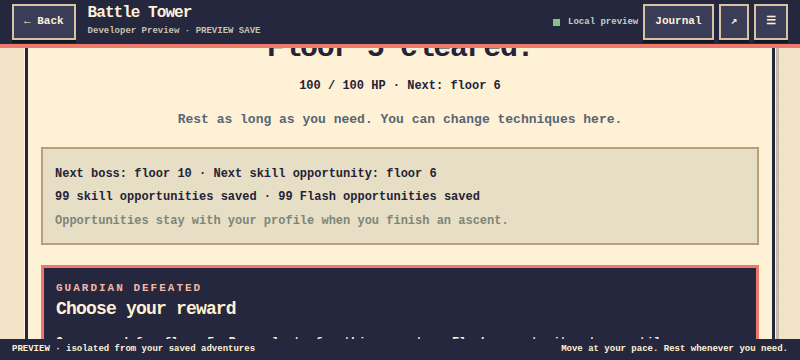 ← Back
Battle Tower
Developer Preview · PREVIEW SAVE
Local preview
Journal
↗
☰
Floor 5 cleared!
100 / 100 HP · Next: floor 6
Rest as long as you need. You can change techniques here.
Next boss: floor 10 · Next skill opportunity: floor 6
99 skill opportunities saved · 99 Flash opportunities saved
Opportunities stay with your profile when you finish an ascent.
GUARDIAN DEFEATED
Choose your reward
PREVIEW · isolated from your saved adventures
Move at your pace. Rest whenever you need.